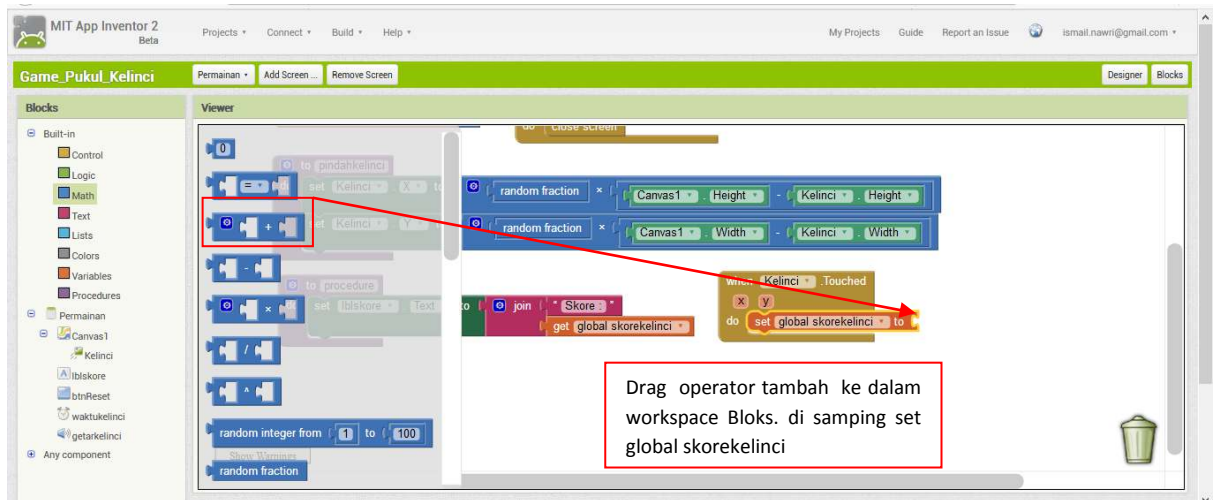 MIT App Inventor 2
Beta
Projects Connect Build Help
My Projects Guide Report an Issue ismail.nawri@gmail.com
Game_Pukul_Kelinci
Permainan Add Screen ... Remove Screen
Designer Blocks
Blocks
Viewer
Built-in
Control
Logic
Math
Text
Lists
Colors
Variables
Procedures
Permainan
Canvas1
Kelinci
lblskore
btnReset
waktukelinci
getarkelinci
Any component
0
=
+
-
×
/
^
random integer from 1 to 100
random fraction
Show Warnings
do close screen
to pindahkelinci
do set Kelinci . X to
random fraction × Canvas1 . Height - Kelinci . Height
set Kelinci . Y to
random fraction × Canvas1 . Width - Kelinci . Width
to procedure
set lblskore . Text to join " Skore : "
get global skorekelinci
when Kelinci .Touched
x y
do set global skorekelinci to
Drag operator tambah ke dalam
workspace Bloks. di samping set
global skorekelinci